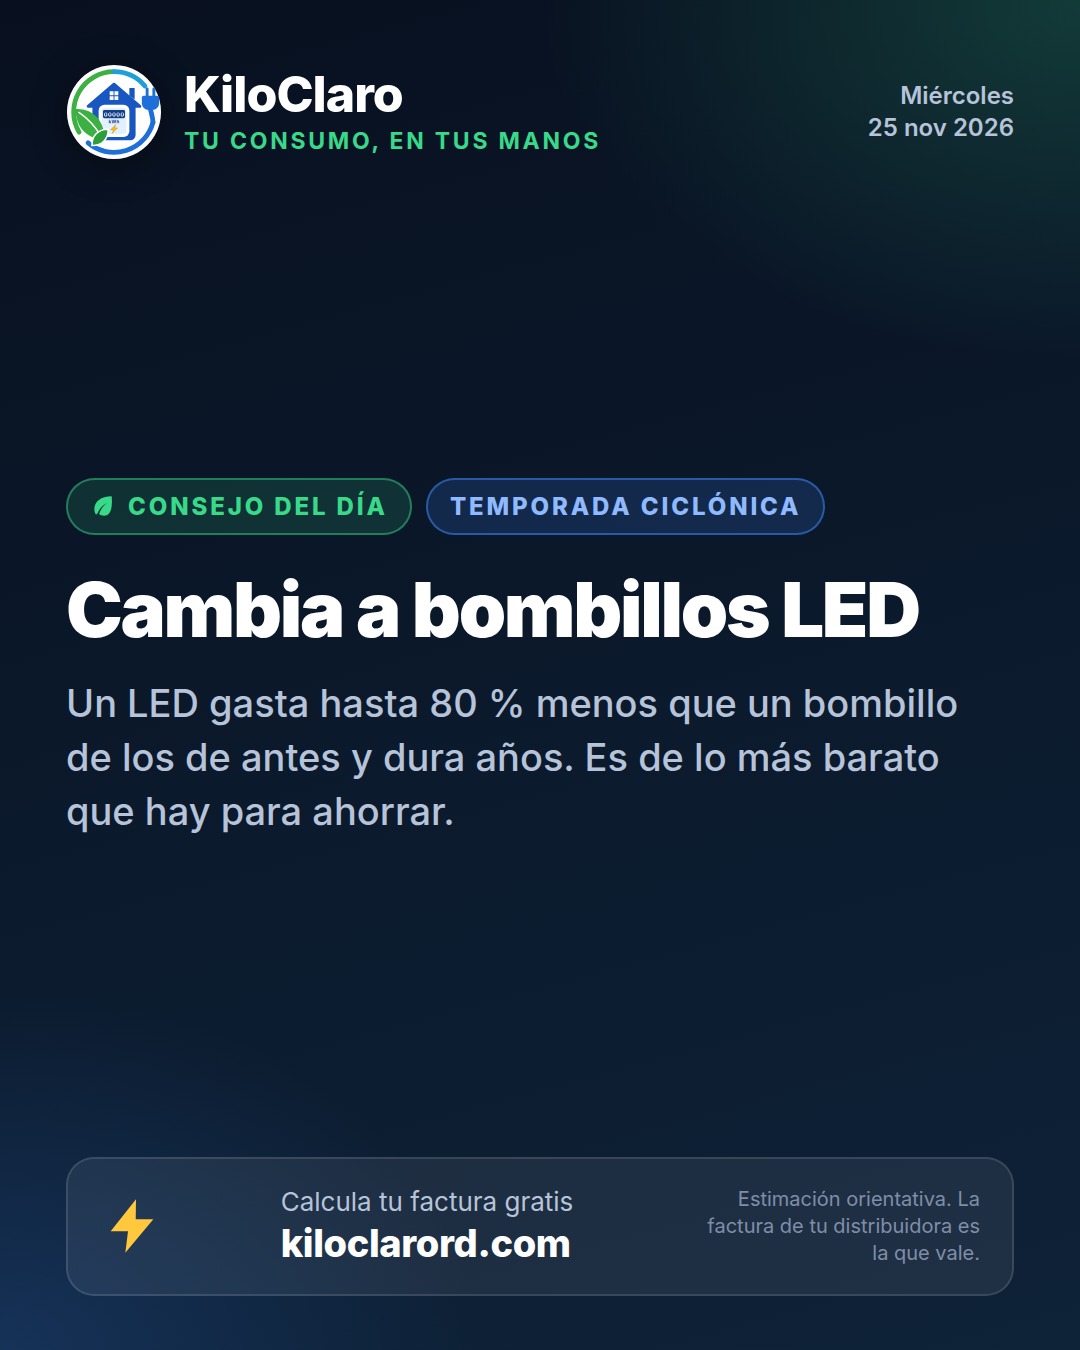 KiloClaro
TU CONSUMO, EN TUS MANOS
Miércoles
25 nov 2026
CONSEJO DEL DÍA
TEMPORADA CICLÓNICA
Cambia a bombillos LED
Un LED gasta hasta 80 % menos que un bombillo
de los de antes y dura años. Es de lo más barato
que hay para ahorrar.
Calcula tu factura gratis
kiloclarord.com
Estimación orientativa. La
factura de tu distribuidora es
la que vale.